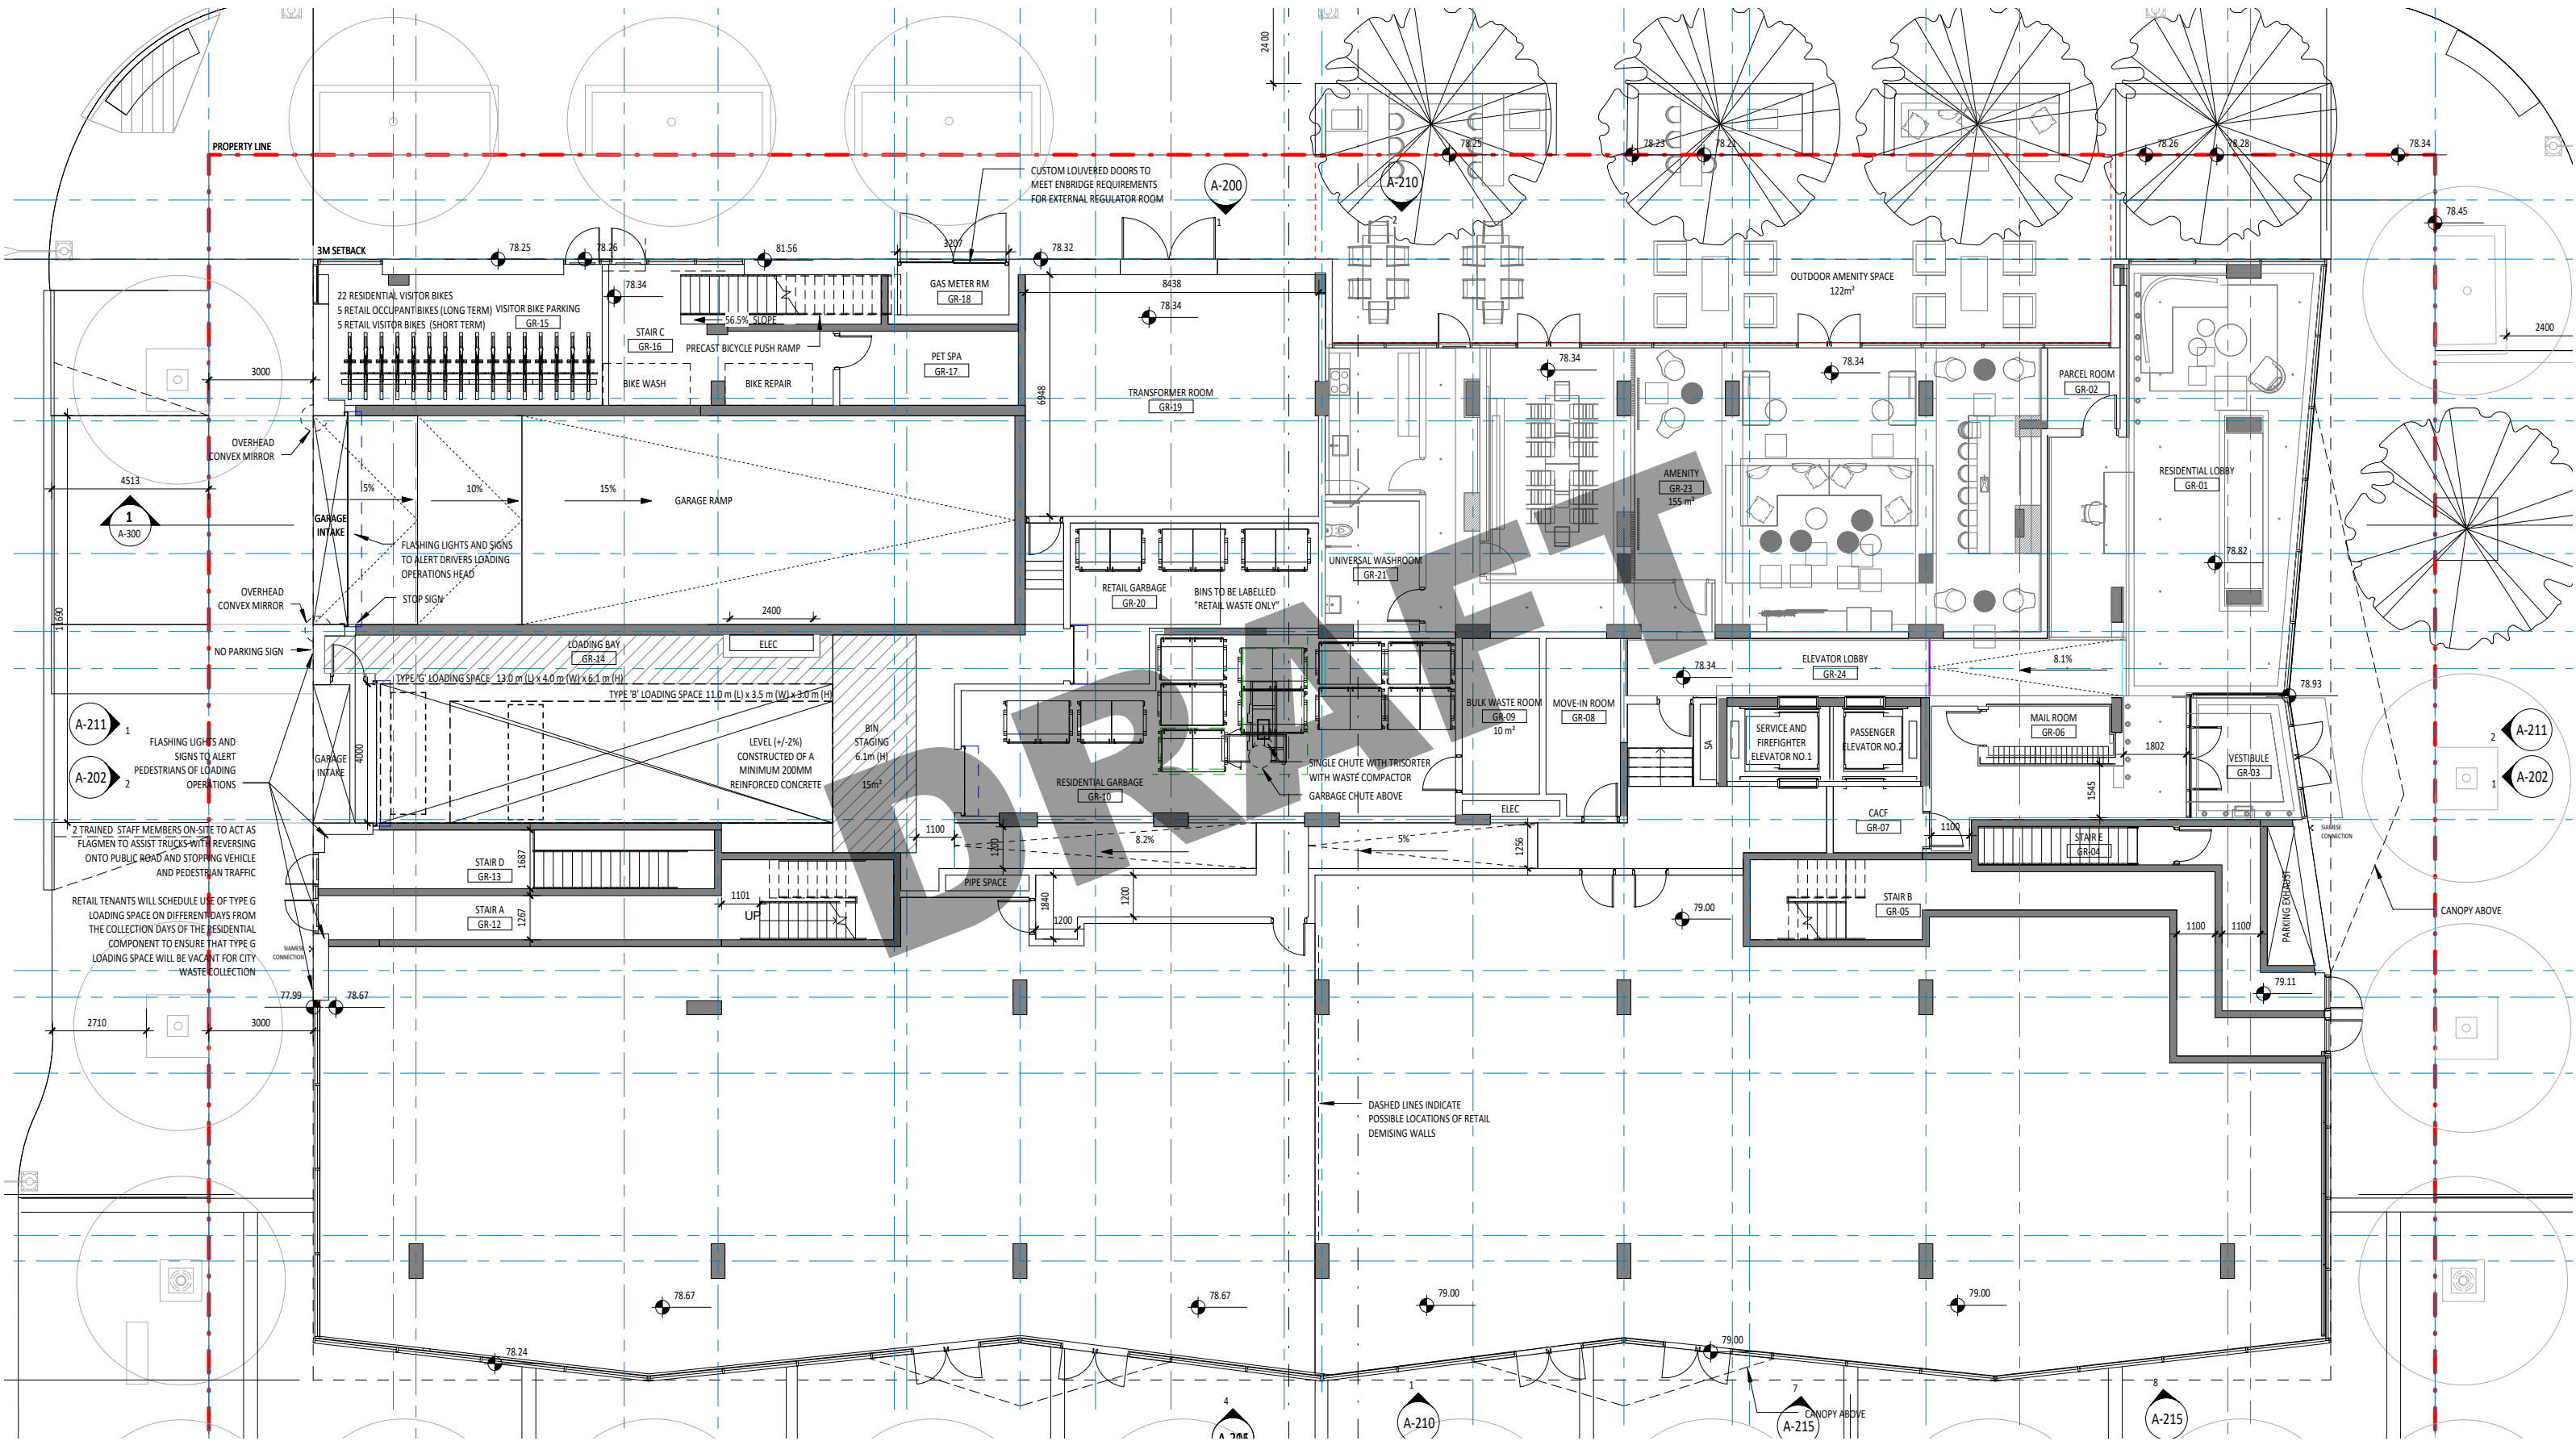 2400
PROPERTY LINE
CUSTOM LOUVERED DOORS TO
MEET ENBRIDGE REQUIREMENTS
FOR EXTERNAL REGULATOR ROOM
A-200
1
A-210
2
78.25
78.23
78.21
78.26
78.28
78.34
78.45
3M SETBACK
78.25
78.26
81.56
3207
78.32
78.34
GAS METER RM
GR-18
8438
78.34
OUTDOOR AMENITY SPACE
122m²
2400
22 RESIDENTIAL VISITOR BIKES
5 RETAIL OCCUPANT BIKES (LONG TERM)
5 RETAIL VISITOR BIKES (SHORT TERM)
VISITOR BIKE PARKING
GR-15
STAIR C
GR-16
56.5% SLOPE
PRECAST BICYCLE PUSH RAMP
PET SPA
GR-17
BIKE WASH
BIKE REPAIR
3000
6948
TRANSFORMER ROOM
GR-19
78.34
78.34
PARCEL ROOM
GR-02
OVERHEAD
CONVEX MIRROR
4513
1
A-300
5%
10%
15%
GARAGE RAMP
GARAGE
INTAKE
FLASHING LIGHTS AND SIGNS
TO ALERT DRIVERS LOADING
OPERATIONS HEAD
AMENITY
GR-23
155 m²
RESIDENTIAL LOBBY
GR-01
78.82
OVERHEAD
CONVEX MIRROR
STOP SIGN
11690
2400
ELEC
RETAIL GARBAGE
GR-20
BINS TO BE LABELLED
"RETAIL WASTE ONLY"
UNIVERSAL WASHROOM
GR-21
NO PARKING SIGN
LOADING BAY
GR-14
TYPE 'G' LOADING SPACE 13.0 m (L) x 4.0 m (W) x 6.1 m (H)
TYPE 'B' LOADING SPACE 11.0 m (L) x 3.5 m (W) x 3.0 m (H)
78.34
ELEVATOR LOBBY
GR-24
8.1%
78.93
A-211
1
A-202
2
FLASHING LIGHTS AND
SIGNS TO ALERT
PEDESTRIANS OF LOADING
OPERATIONS
GARAGE
INTAKE
4000
LEVEL (+/-2%)
CONSTRUCTED OF A
MINIMUM 200MM
REINFORCED CONCRETE
BIN
STAGING
6.1m (H)
15m²
RESIDENTIAL GARBAGE
GR-10
SINGLE CHUTE WITH TRISORTER
WITH WASTE COMPACTOR
GARBAGE CHUTE ABOVE
BULK WASTE ROOM
GR-09
10 m²
MOVE-IN ROOM
GR-08
ELEC
SA
SERVICE AND
FIREFIGHTER
ELEVATOR NO.1
PASSENGER
ELEVATOR NO.2
MAIL ROOM
GR-06
1802
1545
VESTIBULE
GR-03
2
A-211
1
A-202
DRAFT
CACF
GR-07
1100
STAIR E
GR-04
SIAMESE
CONNECTION
2 TRAINED STAFF MEMBERS ON-SITE TO ACT AS
FLAGMEN TO ASSIST TRUCKS WITH REVERSING
ONTO PUBLIC ROAD AND STOPPING VEHICLE
AND PEDESTRIAN TRAFFIC
STAIR D
GR-13
1687
1100
1200
8.2%
5%
1256
PIPE SPACE
RETAIL TENANTS WILL SCHEDULE USE OF TYPE G
LOADING SPACE ON DIFFERENT DAYS FROM
THE COLLECTION DAYS OF THE RESIDENTIAL
COMPONENT TO ENSURE THAT TYPE G
LOADING SPACE WILL BE VACANT FOR CITY
WASTE COLLECTION
SIAMESE
CONNECTION
STAIR A
GR-12
1267
1101
UP
1840
1200
1200
79.00
STAIR B
GR-05
PARKING EXHAUST
1100
1100
CANOPY ABOVE
79.11
77.99
78.67
2710
3000
DASHED LINES INDICATE
POSSIBLE LOCATIONS OF RETAIL
DEMISING WALLS
78.67
78.67
79.00
79.00
78.24
79.00
CANOPY ABOVE
4
1
A-210
7
A-215
8
A-215